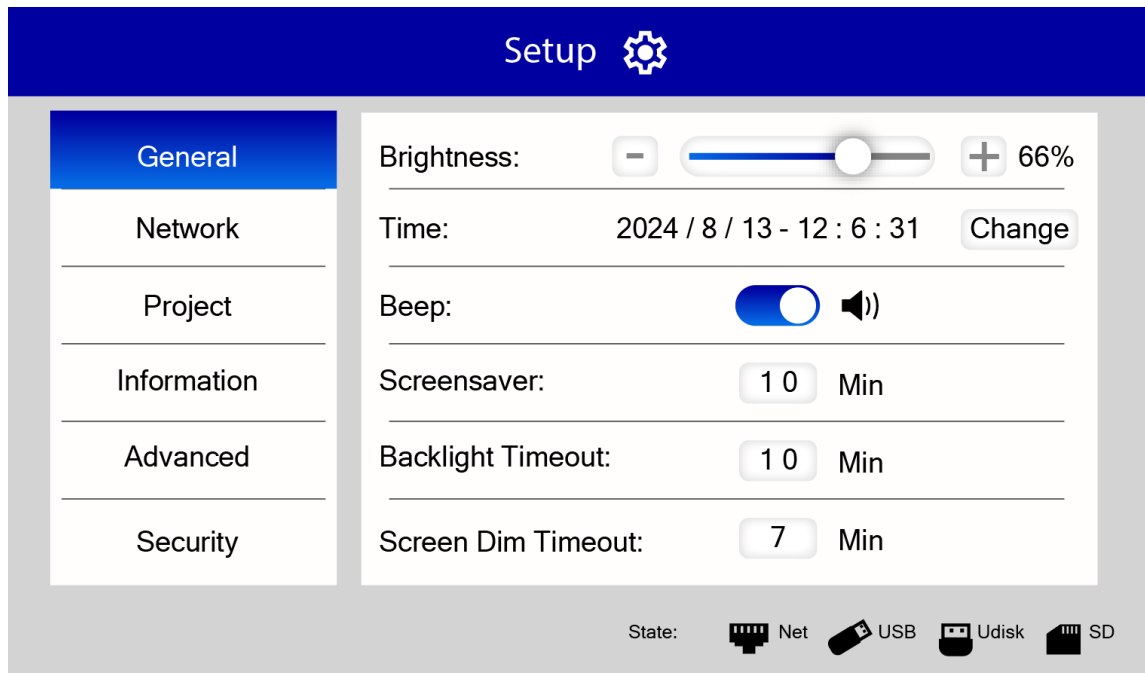 Setup
General
Network
Project
Information
Advanced
Security
Brightness: - + 66%
Time: 2024 / 8 / 13 - 12 : 6 : 31 Change
Beep:
Screensaver: 1 0 Min
Backlight Timeout: 1 0 Min
Screen Dim Timeout: 7 Min
State: Net USB Udisk SD